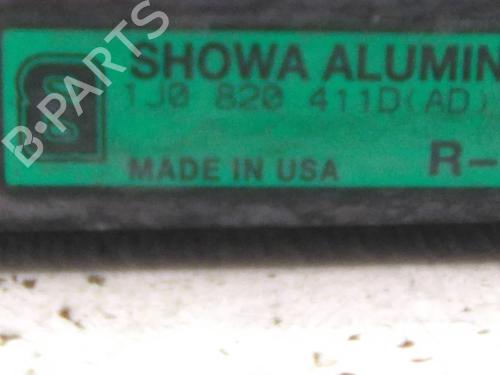 SHOWA ALUMIN
1J0 820 411D(AD)
MADE IN USA R-
B-PARTS